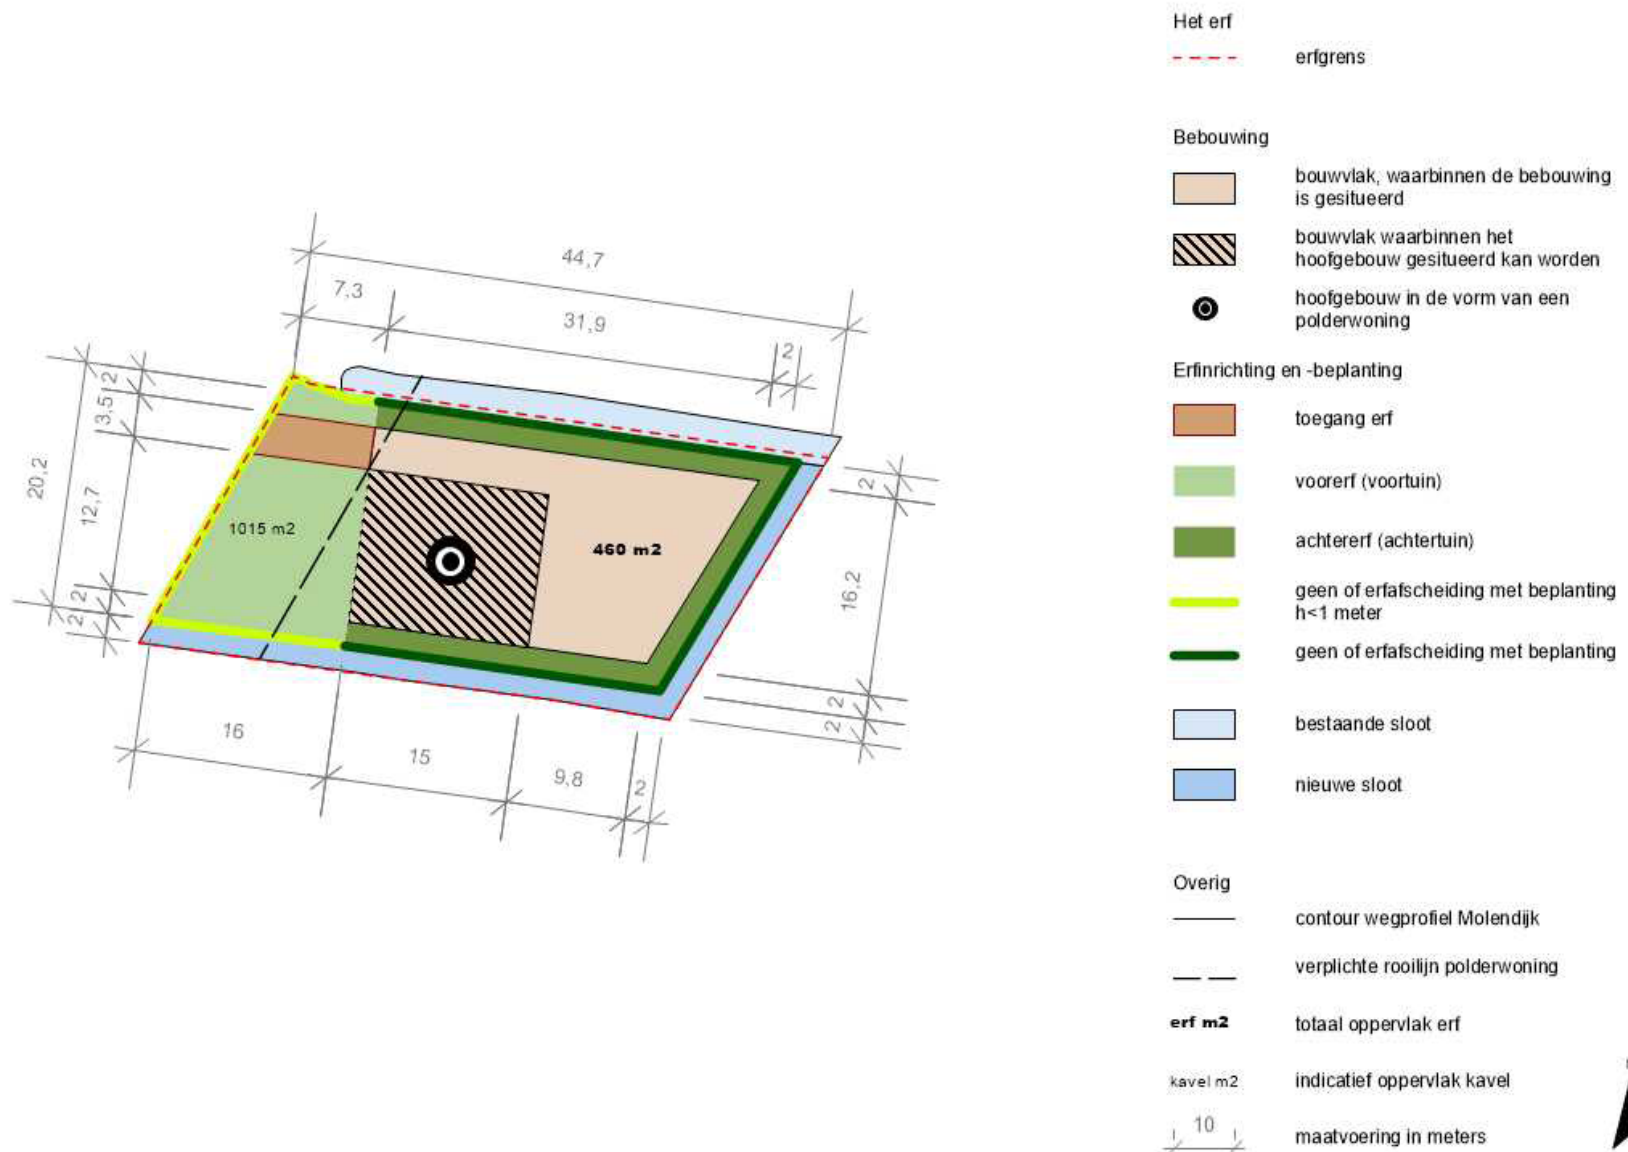 44,7
7,3
31,9
2
2
3,5
20,2
12,7
2
2
1015 m2
460 m2
2
16,2
2
2
16
15
9,8
2
Het erf
erfgrens
Bebouwing
bouwvlak, waarbinnen de bebouwing
is gesitueerd
bouwvlak waarbinnen het
hoofgebouw gesitueerd kan worden
hoofgebouw in de vorm van een
polderwoning
Erfinrichting en -beplanting
toegang erf
voorerf (voortuin)
achtererf (achtertuin)
geen of erfafscheiding met beplanting
h<1 meter
geen of erfafscheiding met beplanting
bestaande sloot
nieuwe sloot
Overig
contour wegprofiel Molendijk
verplichte rooilijn polderwoning
erf m2
totaal oppervlak erf
kavel m2
indicatief oppervlak kavel
10
maatvoering in meters